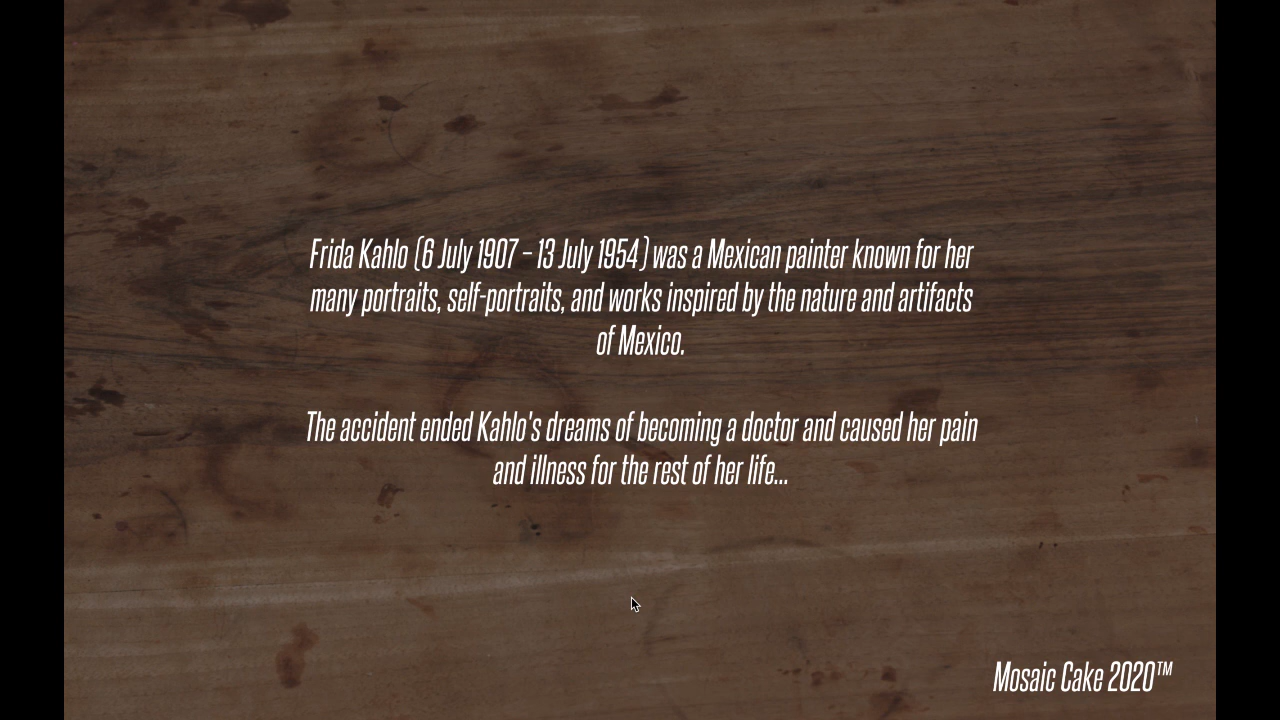 Frida Kahlo (6 July 1907 – 13 July 1954) was a Mexican painter known for her
many portraits, self-portraits, and works inspired by the nature and artifacts
of Mexico.
The accident ended Kahlo's dreams of becoming a doctor and caused her pain
and illness for the rest of her life...
Mosaic Cake 2020™